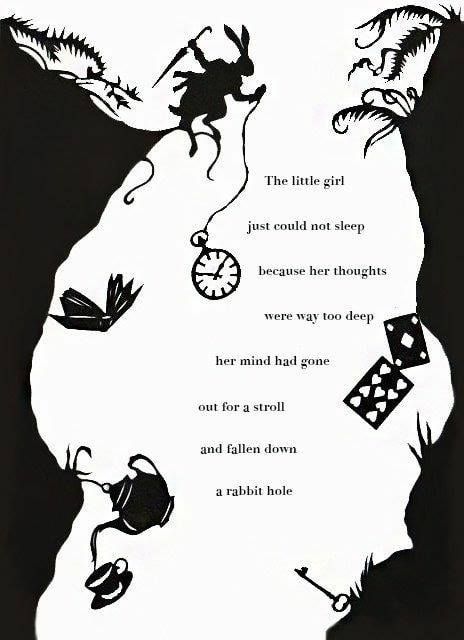 The little girl
just could not sleep
because her thoughts
were way too deep
her mind had gone
out for a stroll
and fallen down
a rabbit hole